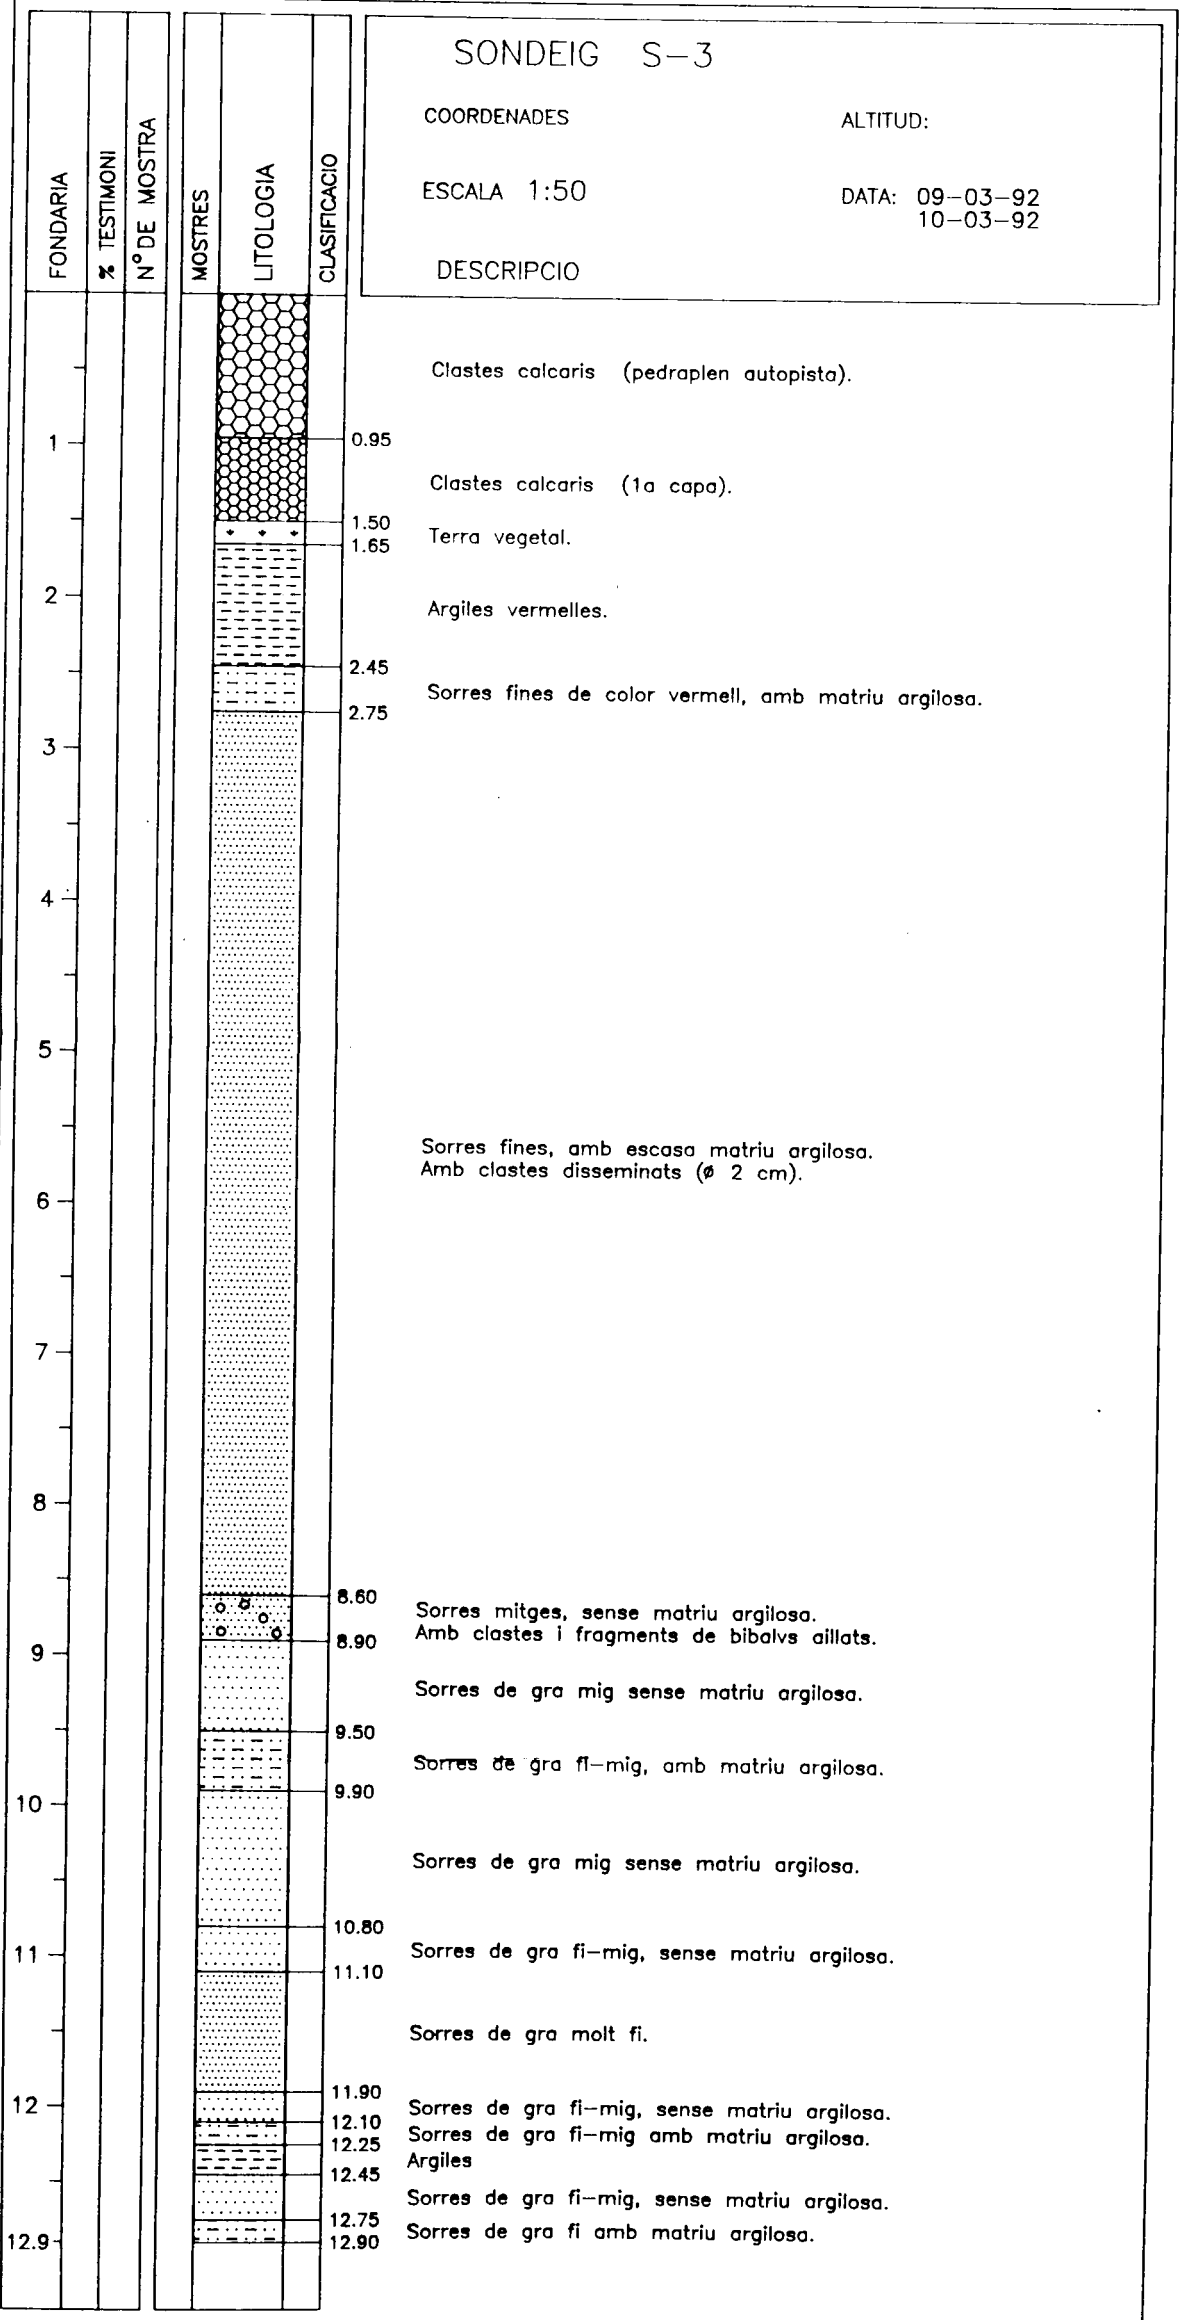 SONDEIG S-3
COORDENADES
ALTITUD:
ESCALA 1:50
DATA: 09-03-92
10-03-92
DESCRIPCIO
FONDARIA
% TESTIMONI
Nº DE MOSTRA
MOSTRES
LITOLOGIA
CLASIFICACIO
Clastes calcaris (pedraplen autopista).
1
0.95
Clastes calcaris (1a capa).
1.50
Terra vegetal.
1.65
2
Argiles vermelles.
2.45
Sorres fines de color vermell, amb matriu argilosa.
2.75
3
4
5
Sorres fines, amb escasa matriu argilosa.
Amb clastes disseminats (ø 2 cm).
6
7
8
8.60
Sorres mitges, sense matriu argilosa.
Amb clastes i fragments de bibalvs aillats.
8.90
9
Sorres de gra mig sense matriu argilosa.
9.50
Sorres de gra fi-mig, amb matriu argilosa.
9.90
10
Sorres de gra mig sense matriu argilosa.
10.80
11
Sorres de gra fi-mig, sense matriu argilosa.
11.10
Sorres de gra molt fi.
11.90
12
Sorres de gra fi-mig, sense matriu argilosa.
12.10
Sorres de gra fi-mig amb matriu argilosa.
12.25
Argiles
12.45
Sorres de gra fi-mig, sense matriu argilosa.
12.75
Sorres de gra fi amb matriu argilosa.
12.9
12.90